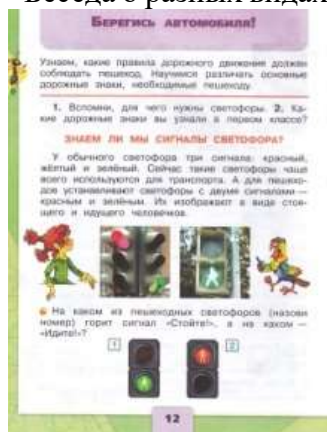 Беседа о разных видах
Берегись автомобиля!
Узнаем, какие правила дорожного движения должен
соблюдать пешеход. Научимся различать основные
дорожные знаки, необходимые пешеходу.
1. Вспомни, для чего нужны светофоры. 2. Ка-
кие дорожные знаки вы узнали в первом классе?
ЗНАЕМ ЛИ МЫ СИГНАЛЫ СВЕТОФОРА?
У обычного светофора три сигнала: красный,
жёлтый и зелёный. Сейчас такие светофоры чаще
всего используются для транспорта. А для пешехо-
дов устанавливают светофоры с двумя сигналами —
красным и зелёным. Их изображают в виде стоя-
щего и идущего человечков.
На каком из пешеходных светофоров (назови
номер) горит сигнал «Стойте!», а на каком —
«Идите!»?
1
2
12